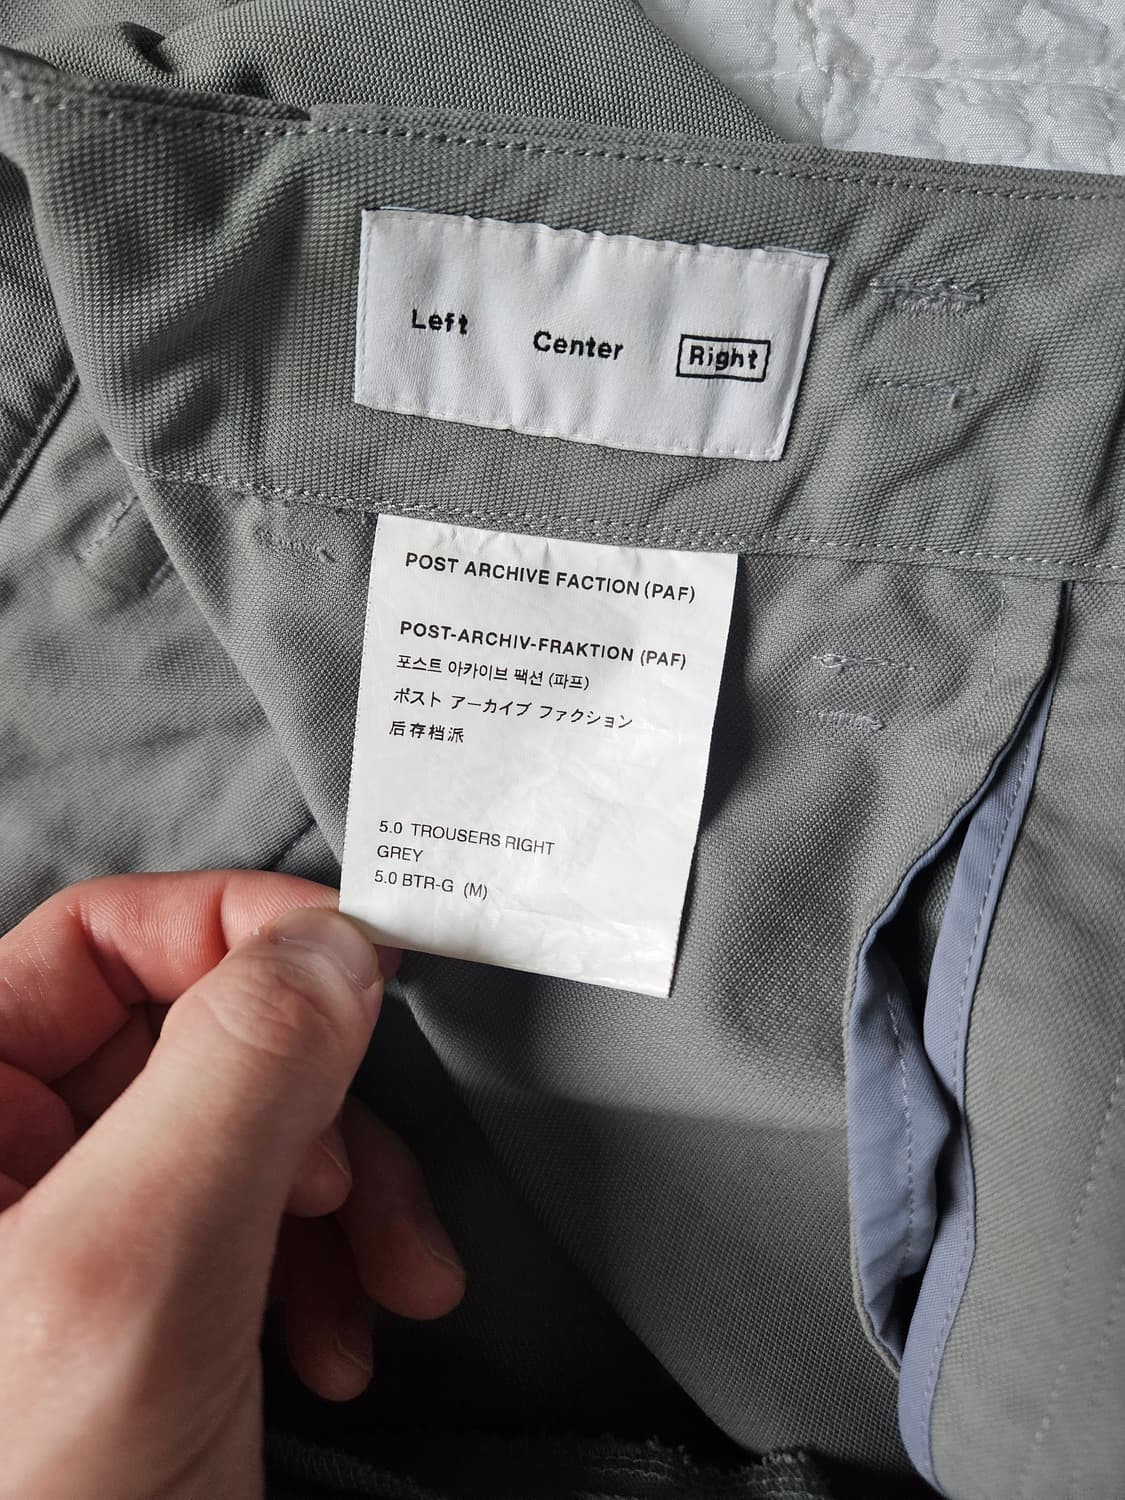 Left Center Right
POST ARCHIVE FACTION (PAF)
POST-ARCHIV-FRAKTION (PAF)
포스트 아카이브 팩션 (파프)
ポスト アーカイブ ファクション
后存档派
5.0 TROUSERS RIGHT
GREY
5.0 BTR-G (M)